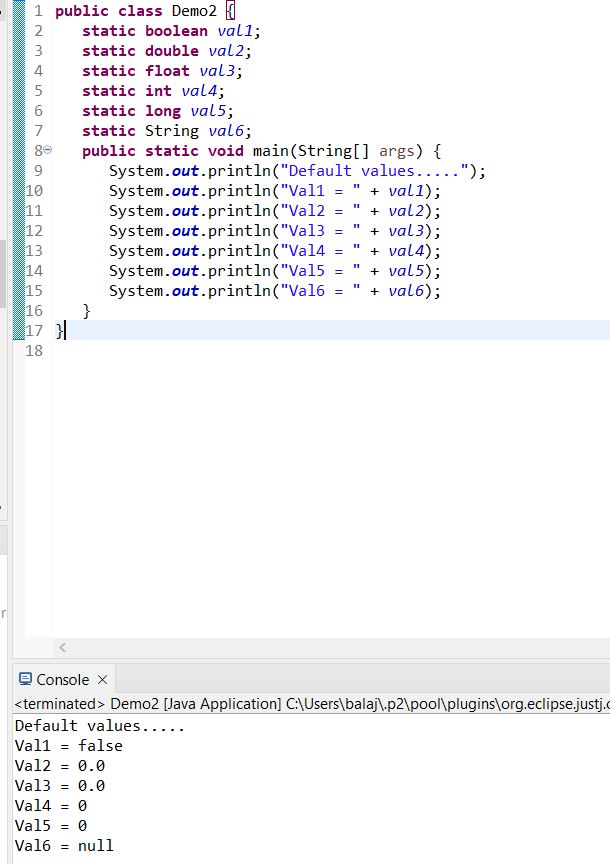 1 public class Demo2 {
2 static boolean val1;
3 static double val2;
4 static float val3;
5 static int val4;
6 static long val5;
7 static String val6;
8 public static void main(String[] args) {
9 System.out.println("Default values.....");
10 System.out.println("Val1 = " + val1);
11 System.out.println("Val2 = " + val2);
12 System.out.println("Val3 = " + val3);
13 System.out.println("Val4 = " + val4);
14 System.out.println("Val5 = " + val5);
15 System.out.println("Val6 = " + val6);
16 }
17 }
18
Console
<terminated> Demo2 [Java Application] C:\Users\balaj\.p2\pool\plugins\org.eclipse.justj.o
Default values.....
Val1 = false
Val2 = 0.0
Val3 = 0.0
Val4 = 0
Val5 = 0
Val6 = null